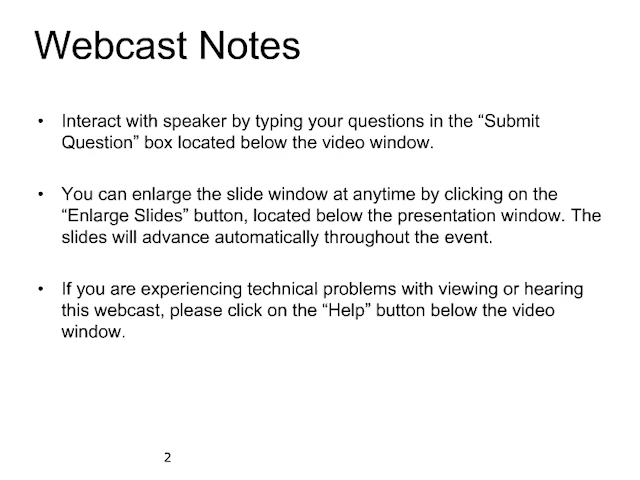 Webcast Notes
• Interact with speaker by typing your questions in the “Submit
Question” box located below the video window.
• You can enlarge the slide window at anytime by clicking on the
“Enlarge Slides” button, located below the presentation window. The
slides will advance automatically throughout the event.
• If you are experiencing technical problems with viewing or hearing
this webcast, please click on the “Help” button below the video
window.
2